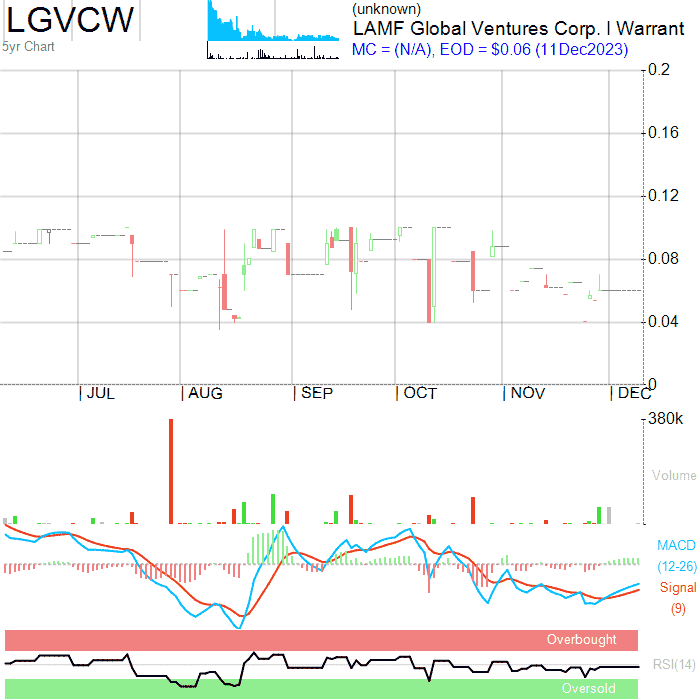 LGVCW
5yr Chart
(unknown)
LAMF Global Ventures Corp. I Warrant
MC = (N/A), EOD = $0.06 (11Dec2023)
0.2
0.16
0.12
0.08
0.04
0
JUL AUG SEP OCT NOV DEC
380k
Volume
MACD
(12-26)
Signal
(9)
Overbought
RSI(14)
Oversold